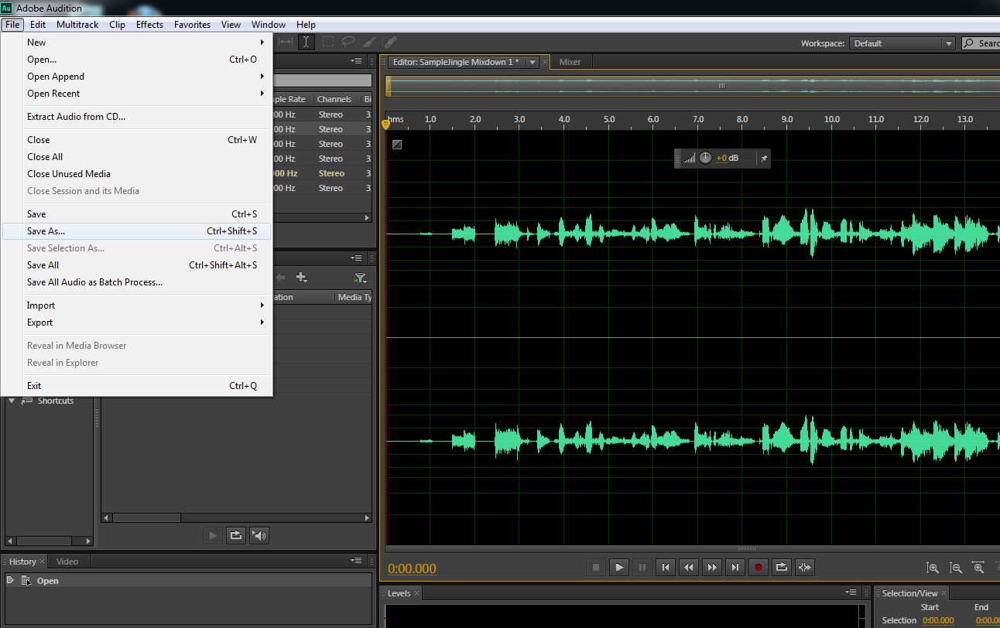 Au Adobe Audition
File Edit Multitrack Clip Effects Favorites View Window Help
New
Open... Ctrl+O
Open Append
Open Recent
Extract Audio from CD...
Close Ctrl+W
Close All
Close Unused Media
Close Session and its Media
Save Ctrl+S
Save As... Ctrl+Shift+S
Save Selection As... Ctrl+Alt+S
Save All Ctrl+Shift+Alt+S
Save All Audio as Batch Process...
Import
Export
Reveal in Media Browser
Reveal in Explorer
Exit Ctrl+Q
Workspace: Default Searc
Editor: SampleJingle Mixdown 1 * Mixer
ple Rate Channels Bi
00 Hz Stereo 3
00 Hz Stereo 3
00 Hz Stereo 3
00 Hz Stereo 3
00 Hz Stereo 3
00 Hz Stereo 3
hms 1.0 2.0 3.0 4.0 5.0 6.0 7.0 8.0 9.0 10.0 11.0 12.0 13.0
+0 dB
ration Media Ty
Shortcuts
History Video
Open
0:00.000
Levels
Selection/View
Start End
Selection 0:00.000 0:00.00